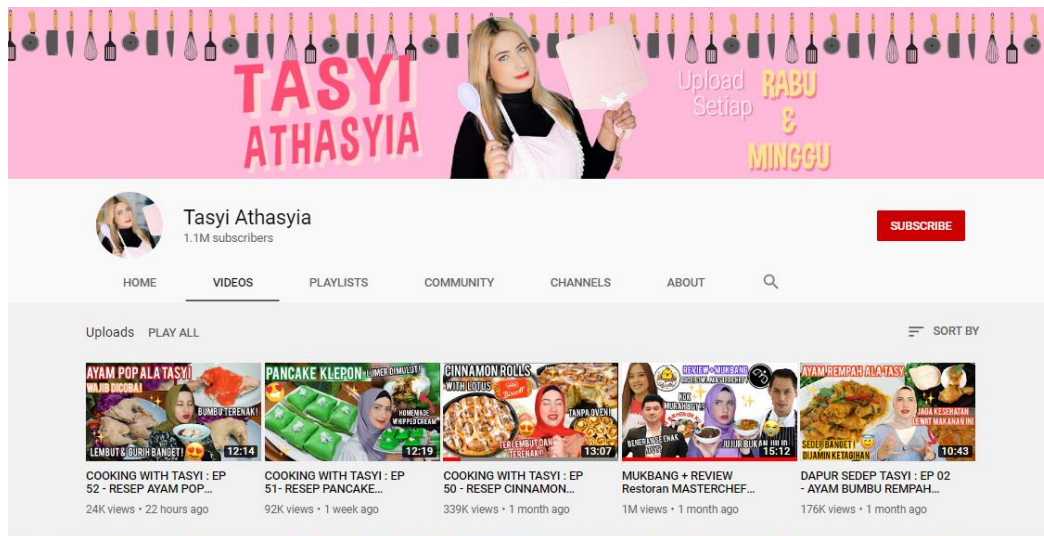 TASYI
ATHASYIA
Upload
Setiap
RABU
&
MINGGU
Tasyi Athasyia
1.1M subscribers
SUBSCRIBE
HOME VIDEOS PLAYLISTS COMMUNITY CHANNELS ABOUT
Uploads PLAY ALL SORT BY
AYAM POP ALA TASYI
WAJIB DICOBA!
BUMBU TERENAK!
LEMBUT & GURIH BANGET!
12:14
PANCAKE KLEPON LUMER DIMULUT!
HOMEMADE
WHIPPED CREAM
12:19
CINNAMON ROLLS
WITH LOTUS
TANPA OVEN!
TERLEMBUT DAN
TERENAK!!
13:07
REVIEW + MUKBANG
KOK
MURAH BGT!!
JUJUR BUKAN
15:12
AYAM REMPAH ALA TASYI
JAGA KESEHATAN
LEWAT MAKANAN INI
SEDEP BANGET!
DIJAMIN KETAGIHAN
10:43
COOKING WITH TASYI : EP
52 - RESEP AYAM POP...
24K views • 22 hours ago
COOKING WITH TASYI : EP
51- RESEP PANCAKE...
92K views • 1 week ago
COOKING WITH TASYI : EP
50 - RESEP CINNAMON...
339K views • 1 month ago
MUKBANG + REVIEW
Restoran MASTERCHEF...
1M views • 1 month ago
DAPUR SEDEP TASYI : EP 02
- AYAM BUMBU REMPAH...
176K views • 1 month ago